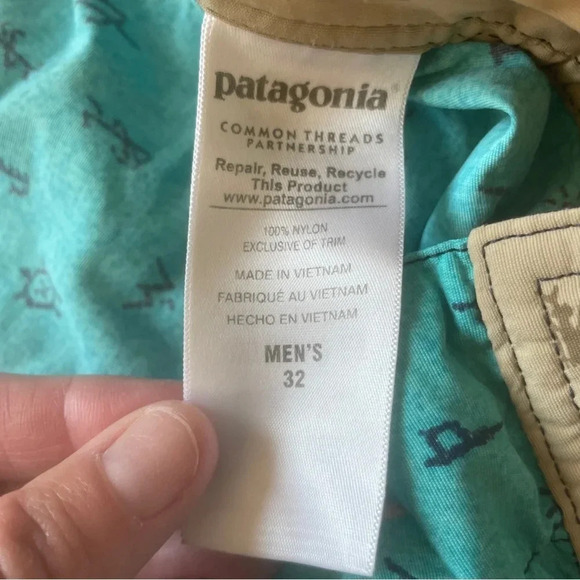 patagonia®
COMMON THREADS
PARTNERSHIP
Repair, Reuse, Recycle
This Product
www.patagonia.com
100% NYLON
EXCLUSIVE OF TRIM
MADE IN VIETNAM
FABRIQUÉ AU VIETNAM
HECHO EN VIETNAM
MEN'S
32